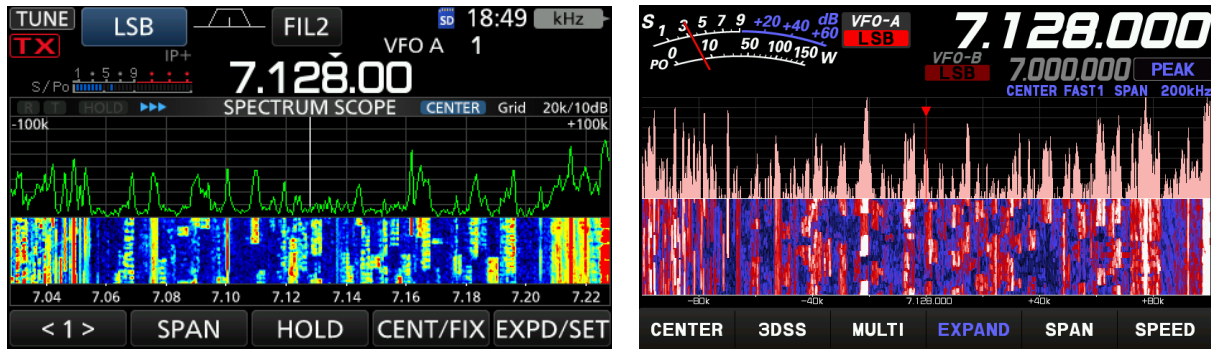 TUNE LSB FIL2 SD 18:49 kHz
TX VFO A 1
IP+
S/Po 1 • 5 • 9 7.128.00
R T HOLD SPECTRUM SCOPE CENTER Grid 20k/10dB
-100k +100k
7.04 7.06 7.08 7.10 7.12 7.14 7.16 7.18 7.20 7.22
< 1 > SPAN HOLD CENT/FIX EXPD/SET
S 1 3 5 7 9 +20 +40 +60 dB VFO-A 7.128.000
LSB
PO 0 10 50 100 150 W VFO-B
LSB 7.000.000 PEAK
CENTER FAST1 SPAN 200kHz
-80k -40k 7.128.000 +40k +80k
CENTER 3DSS MULTI EXPAND SPAN SPEED